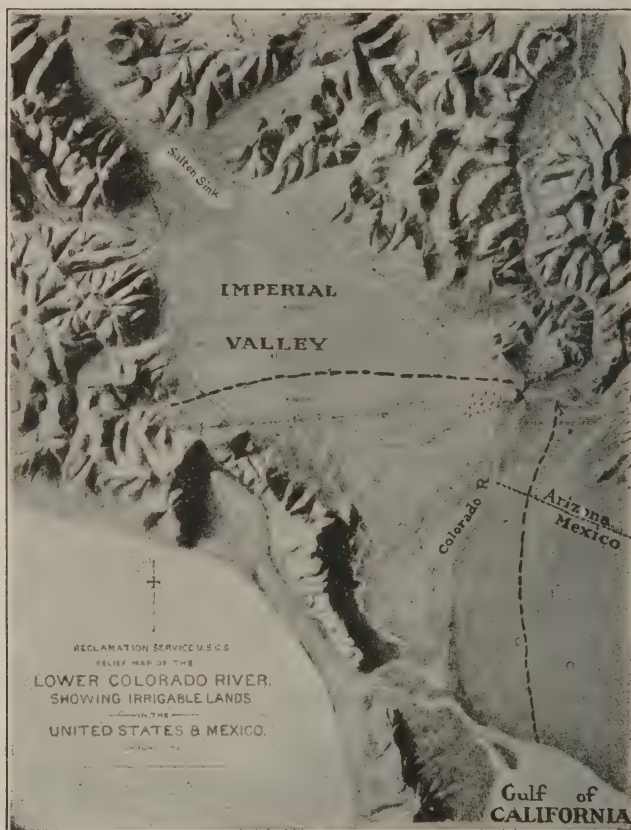 Salton Sink
IMPERIAL
VALLEY
Colorado R
Arizona
Mexico
RECLAMATION SERVICE U.S.G.S
RELIEF MAP OF THE
LOWER COLORADO RIVER.
SHOWING IRRIGABLE LANDS
IN THE
UNITED STATES & MEXICO.
Gulf of
CALIFORNIA